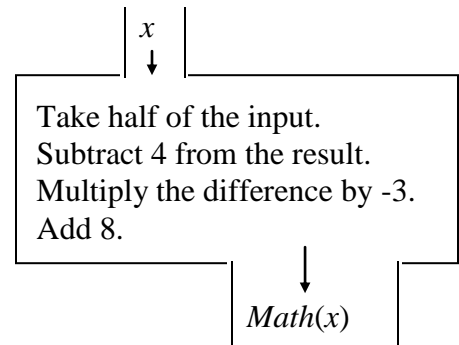 x
Take half of the input.
Subtract 4 from the result.
Multiply the difference by -3.
Add 8.
Math(x)